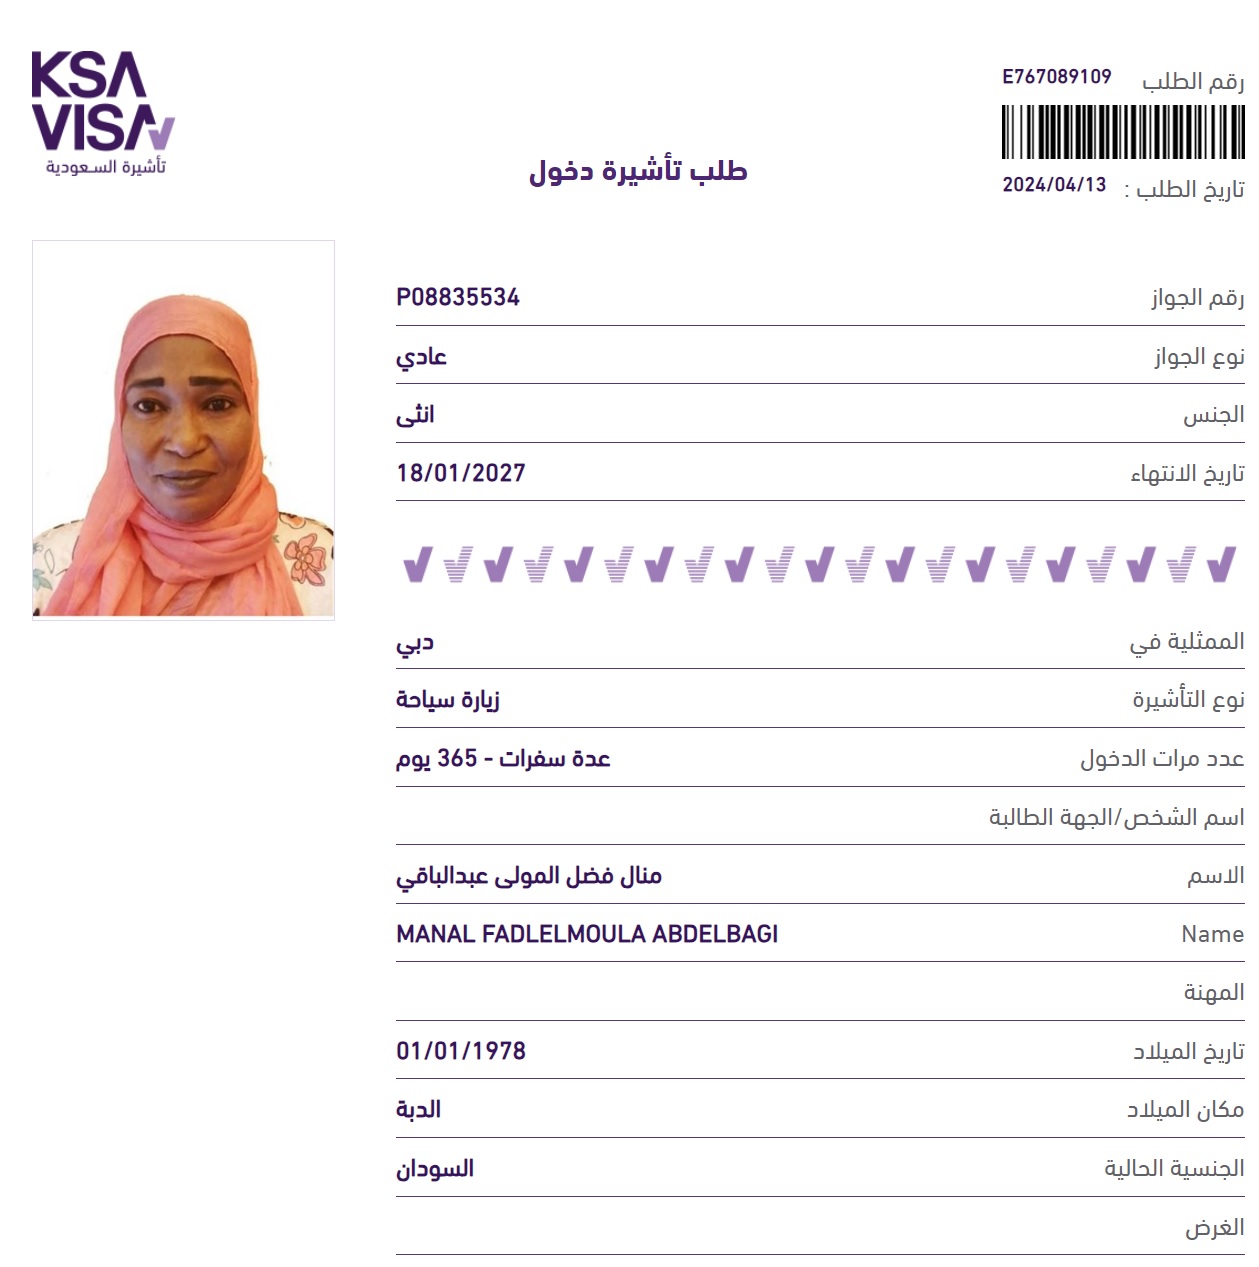 KSA
VISA
تأشيرة السعودية
رقم الطلب E767089109
تاريخ الطلب : 2024/04/13
طلب تأشيرة دخول
رقم الجواز P08835534
نوع الجواز عادي
الجنس انثى
تاريخ الانتهاء 18/01/2027
الممثلية في دبي
نوع التأشيرة زيارة سياحة
عدد مرات الدخول عدة سفرات - 365 يوم
اسم الشخص/الجهة الطالبة
الاسم منال فضل المولى عبدالباقي
Name MANAL FADLELMOULA ABDELBAGI
المهنة
تاريخ الميلاد 01/01/1978
مكان الميلاد الدبة
الجنسية الحالية السودان
الغرض